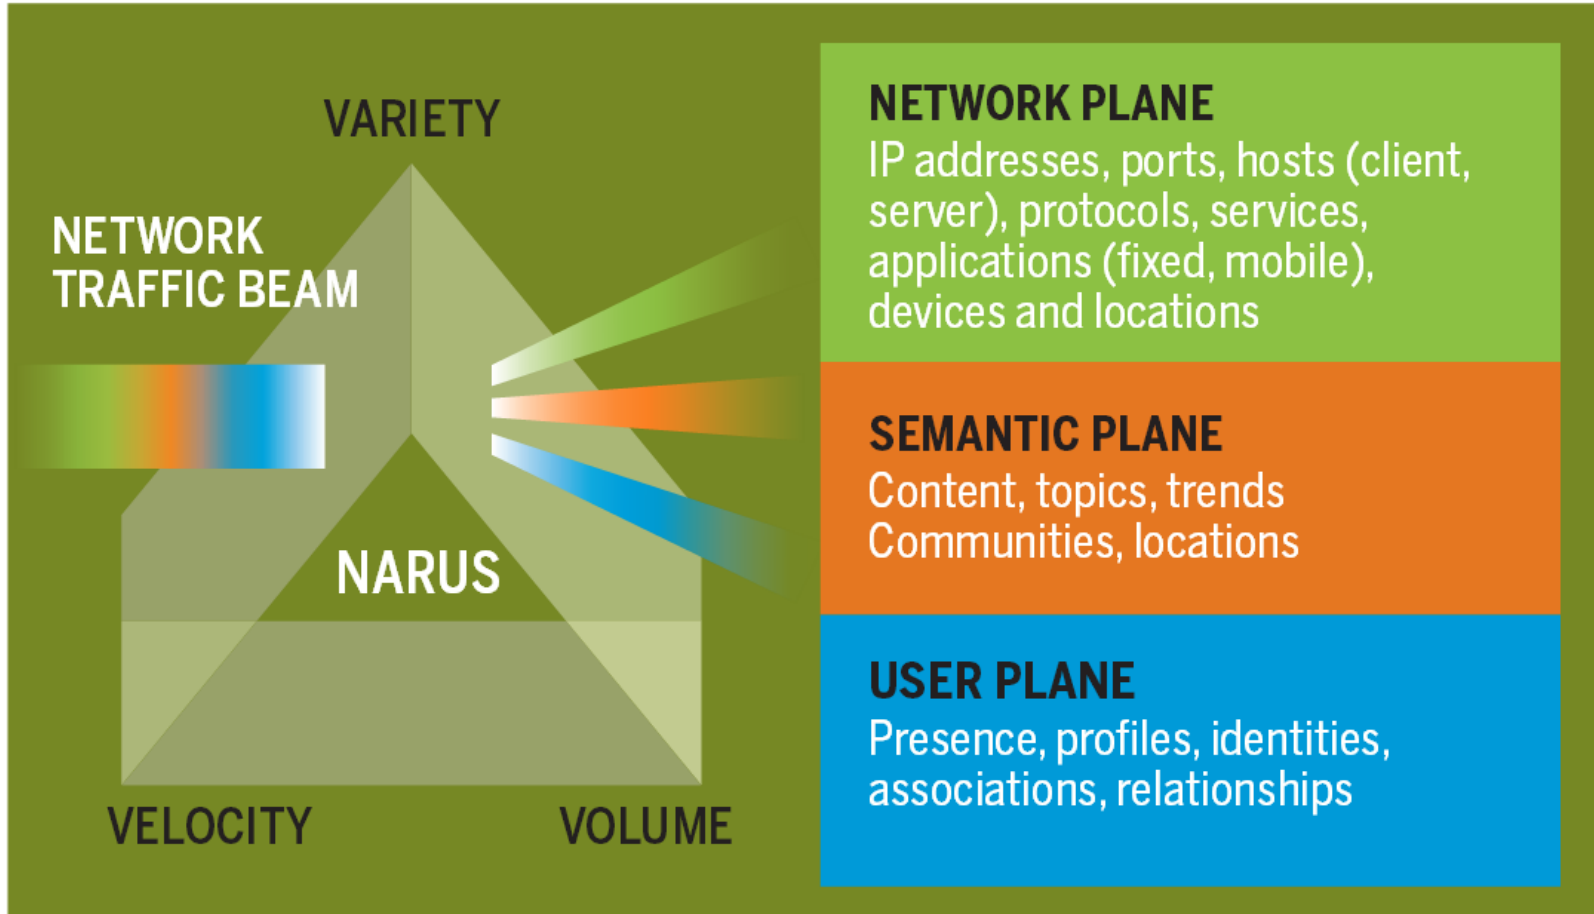 VARIETY
NETWORK
TRAFFIC BEAM
NARUS
VELOCITY
VOLUME
NETWORK PLANE
IP addresses, ports, hosts (client,
server), protocols, services,
applications (fixed, mobile),
devices and locations
SEMANTIC PLANE
Content, topics, trends
Communities, locations
USER PLANE
Presence, profiles, identities,
associations, relationships